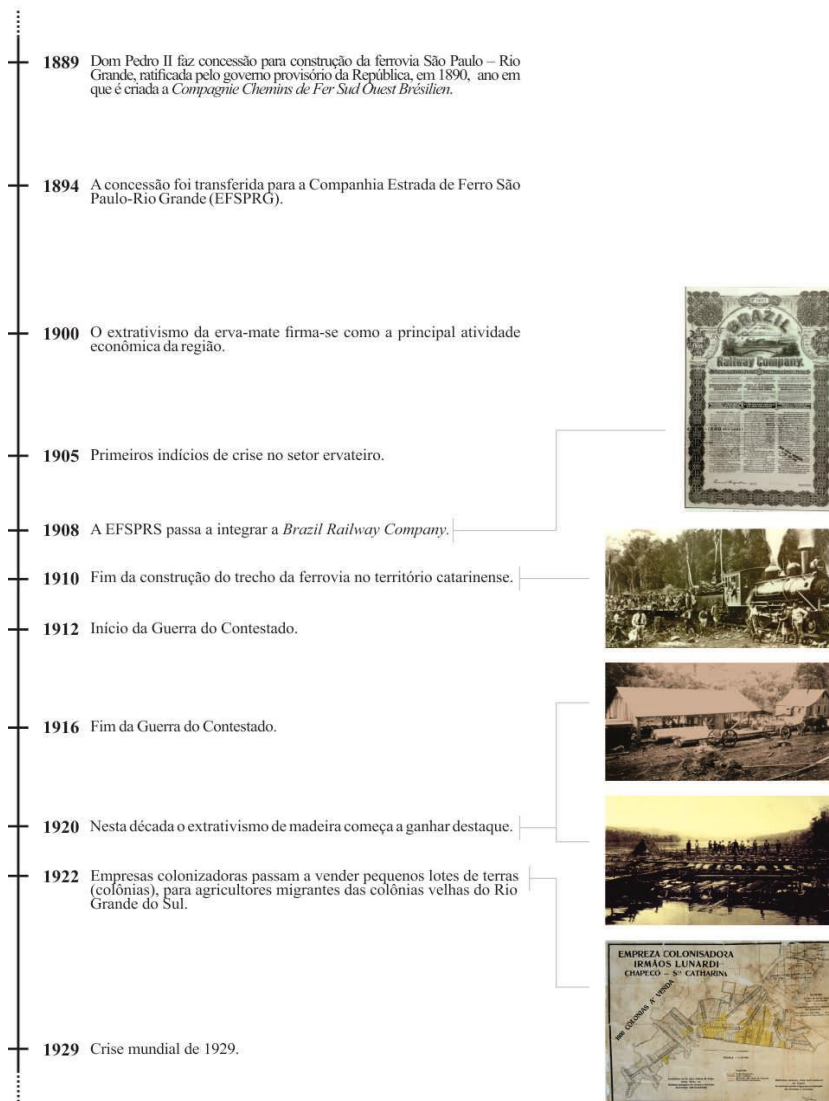 1889 Dom Pedro II faz concessão para construção da ferrovia São Paulo – Rio
Grande, ratificada pelo governo provisório da República, em 1890, ano em
que é criada a Compagnie Chemins de Fer Sud Ouest Brésilien.
1894 A concessão foi transferida para a Companhia Estrada de Ferro São
Paulo-Rio Grande (EFSPRG).
1900 O extrativismo da erva-mate firma-se como a principal atividade
econômica da região.
1905 Primeiros indícios de crise no setor ervateiro.
BRAZIL
Railway Company.
1908 A EFSPRS passa a integrar a Brazil Railway Company.
1910 Fim da construção do trecho da ferrovia no território catarinense.
1912 Início da Guerra do Contestado.
1916 Fim da Guerra do Contestado.
1920 Nesta década o extrativismo de madeira começa a ganhar destaque.
1922 Empresas colonizadoras passam a vender pequenos lotes de terras
(colônias), para agricultores migrantes das colônias velhas do Rio
Grande do Sul.
EMPREZA COLONISADORA
IRMÃOS LUNARDI
CHAPECÓ – Sta CATHARINA
COLONIAS A' VENDA
1929 Crise mundial de 1929.